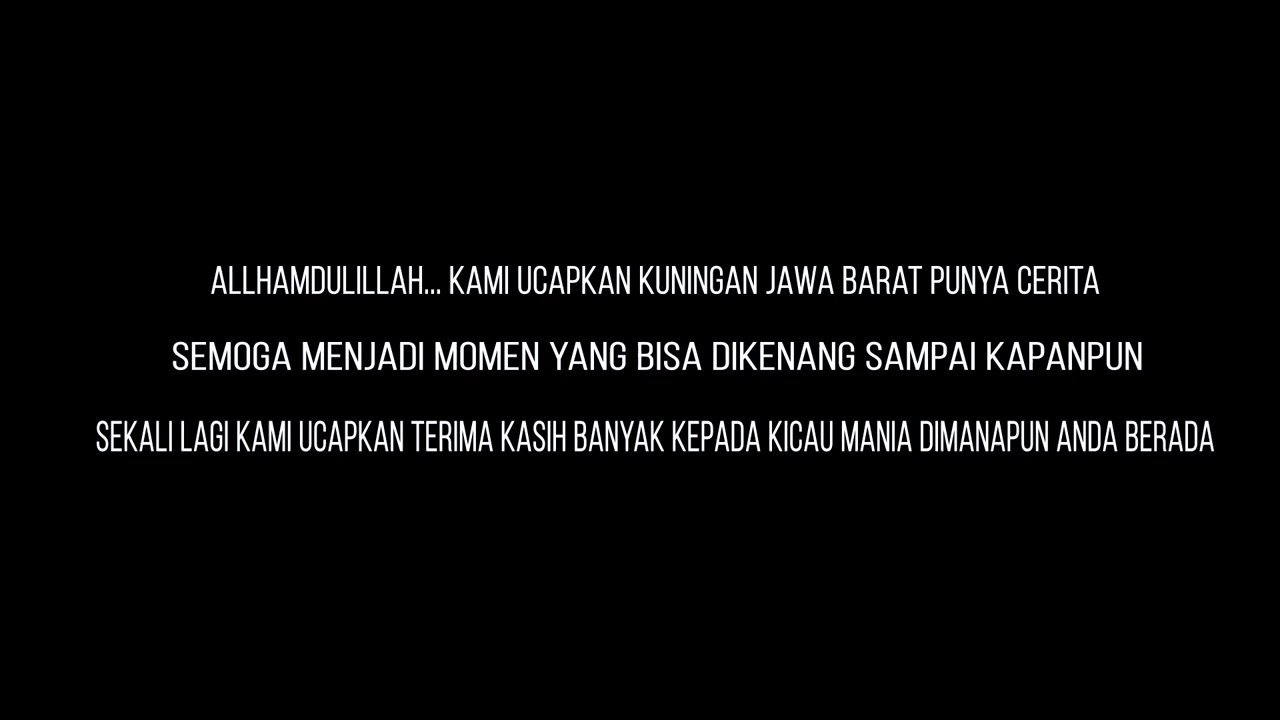 ALLHAMDULILLAH... KAMI UCAPKAN KUNINGAN JAWA BARAT PUNYA CERITA
SEMOGA MENJADI MOMEN YANG BISA DIKENANG SAMPAI KAPANPUN
SEKALI LAGI KAMI UCAPKAN TERIMA KASIH BANYAK KEPADA KICAU MANIA DIMANAPUN ANDA BERADA